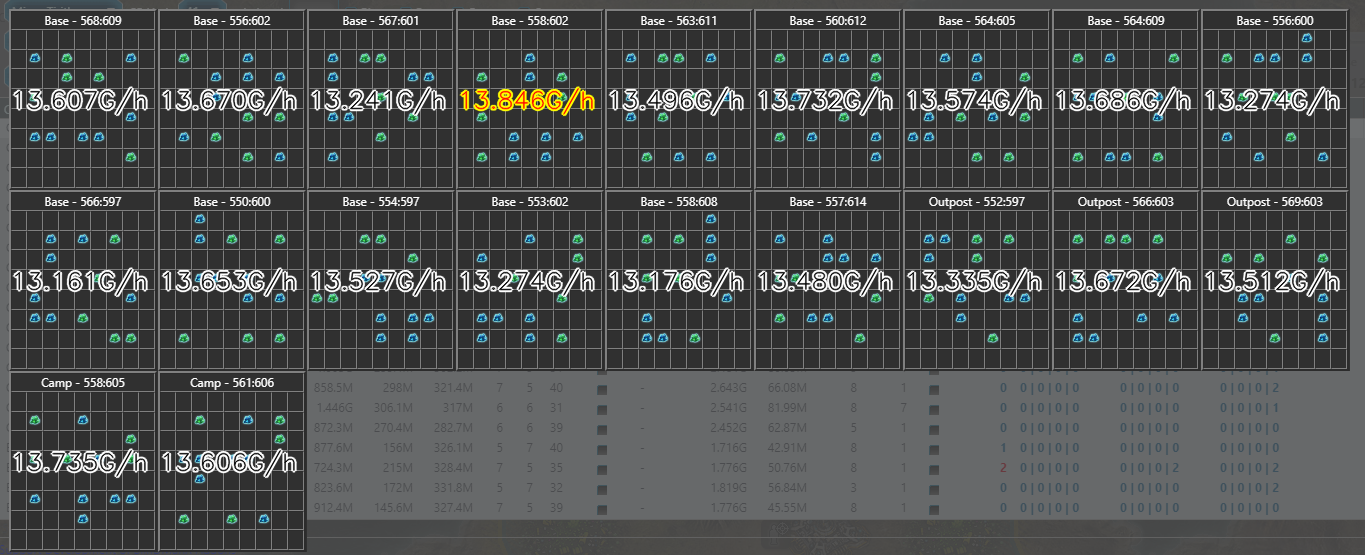 Base - 568:609
13.607G/h
Base - 556:602
13.670G/h
Base - 567:601
13.241G/h
Base - 558:602
13.846G/h
Base - 563:611
13.496G/h
Base - 560:612
13.732G/h
Base - 564:605
13.574G/h
Base - 564:609
13.686G/h
Base - 556:600
13.274G/h
Base - 566:597
13.161G/h
Base - 550:600
13.653G/h
Base - 554:597
13.527G/h
Base - 553:602
13.274G/h
Base - 558:608
13.176G/h
Base - 557:614
13.480G/h
Outpost - 552:597
13.335G/h
Outpost - 566:603
13.672G/h
Outpost - 569:603
13.512G/h
Camp - 558:605
13.735G/h
Camp - 561:606
13.606G/h
858.5M 298M 321.4M 7 5 40 - 2.643G 66.08M 8 1 0 0|0|0|0 0|0|0|0 0|0|0|2
1.446G 306.1M 317M 6 6 31 - 2.541G 81.99M 8 7 0 0|0|0|0 0|0|0|0 0|0|0|1
872.3M 270.4M 282.7M 6 6 39 - 2.452G 62.87M 5 1 0 0|0|0|0 0|0|0|0 0|0|0|2
877.6M 156M 326.1M 5 7 40 - 1.716G 42.91M 8 1 1 0|0|0|0 0|0|0|0 0|0|0|2
724.3M 215M 328.4M 5 7 35 - 1.776G 50.76M 8 1 2 0|0|0|0 0|0|0|2 0|0|0|2
823.6M 172M 331.8M 5 7 32 - 1.819G 56.84M 3 1 0 0|0|0|0 0|0|0|0 0|0|0|2
912.4M 145.6M 327.4M 5 7 39 - 1.776G 45.55M 8 1 0 0|0|0|0 0|0|0|0 0|0|0|2